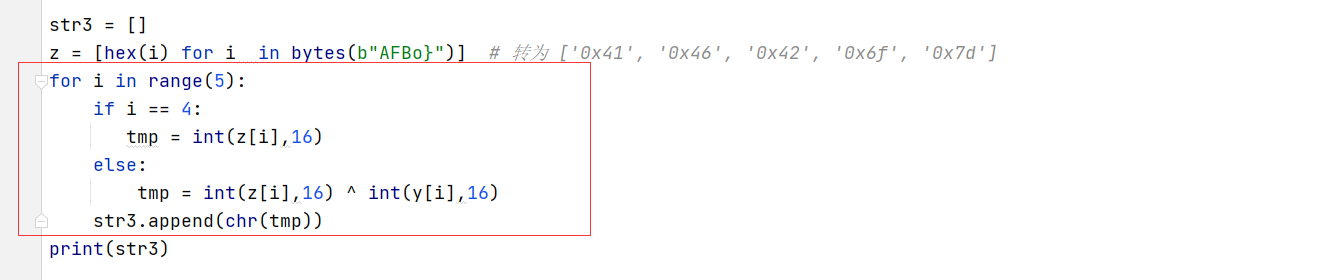 str3 = []
z = [hex(i) for i  in bytes(b"AFBo}")]  # 转为 ['0x41', '0x46', '0x42', '0x6f', '0x7d']
for i in range(5):
    if i == 4:
       tmp = int(z[i],16)
    else:
        tmp = int(z[i],16) ^ int(y[i],16)
    str3.append(chr(tmp))
print(str3)